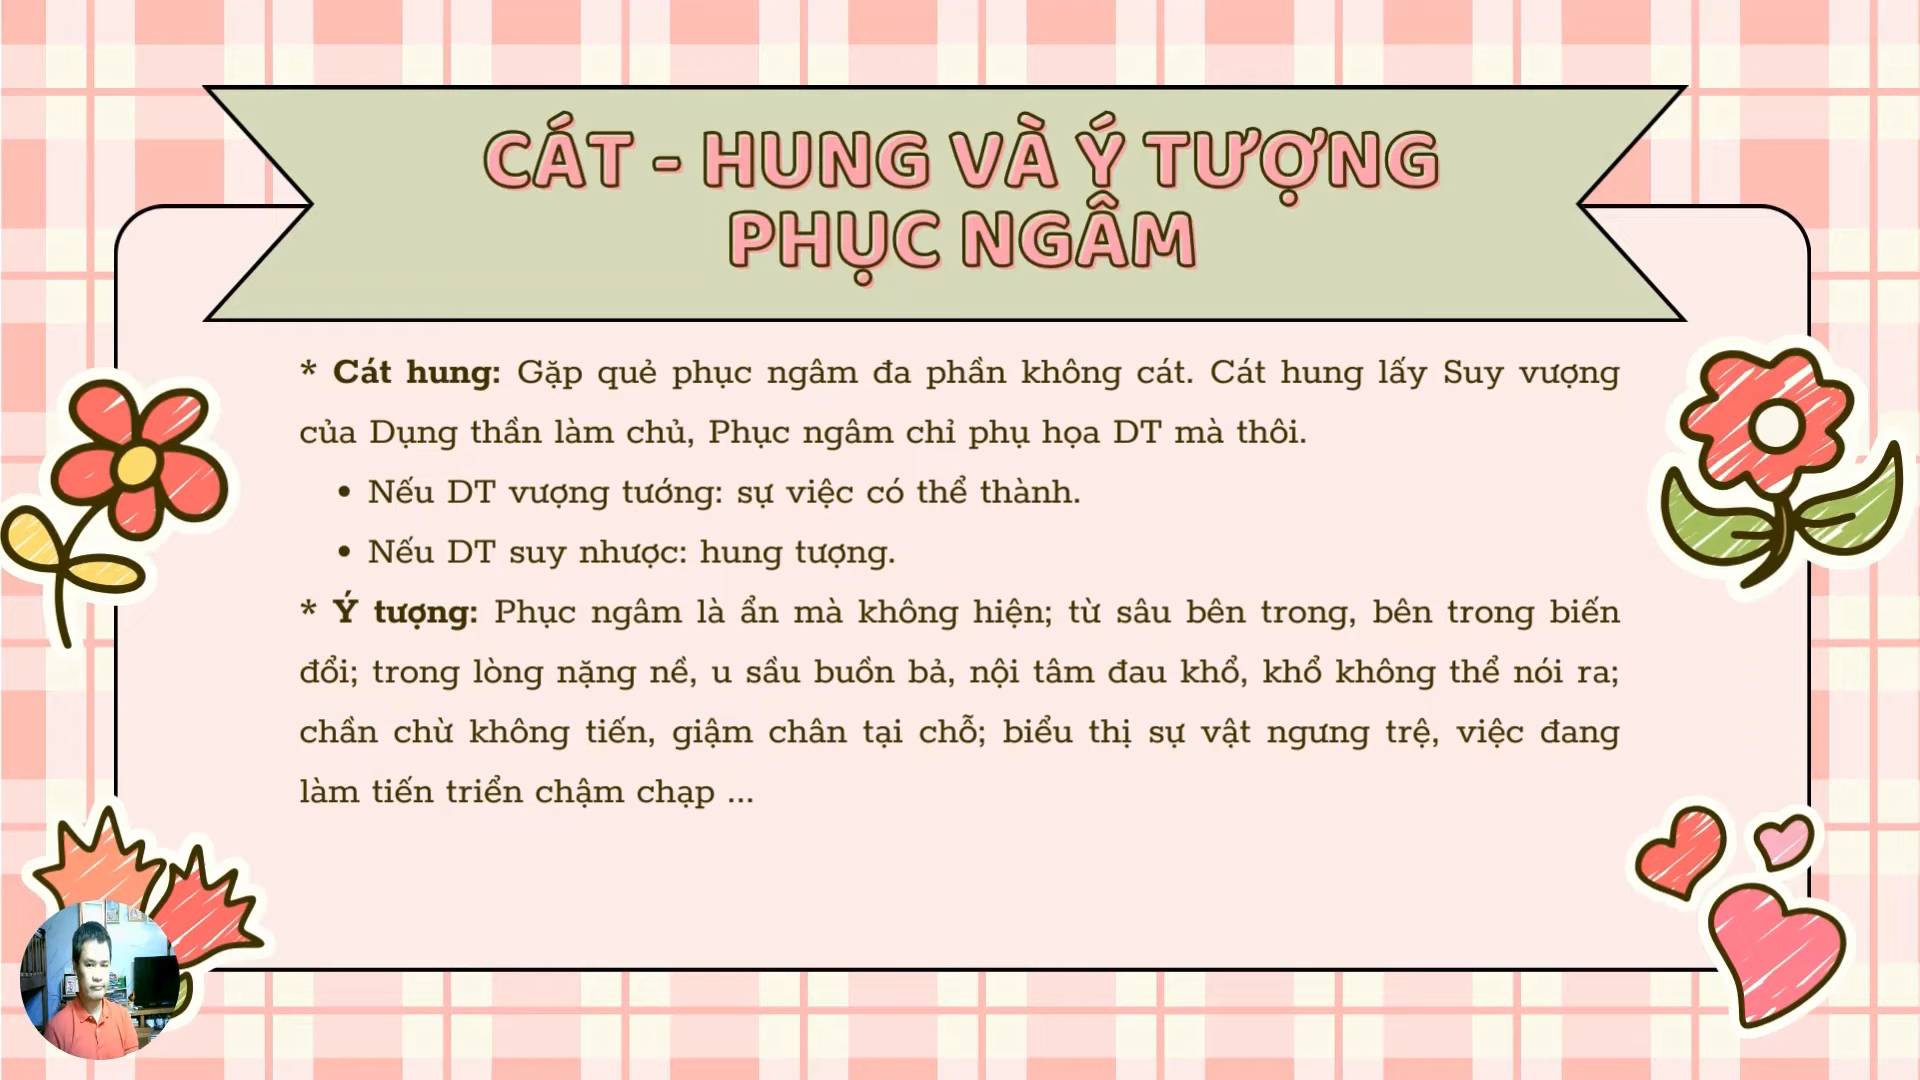 CÁT - HUNG VÀ Ý TƯỢNG
PHỤC NGÂM
* Cát hung: Gặp quẻ phục ngâm đa phần không cát. Cát hung lấy Suy vượng
của Dụng thần làm chủ, Phục ngâm chỉ phụ họa DT mà thôi.
• Nếu DT vượng tướng: sự việc có thể thành.
• Nếu DT suy nhược: hung tượng.
* Ý tượng: Phục ngâm là ẩn mà không hiện; từ sâu bên trong, bên trong biến
đổi; trong lòng nặng nề, u sầu buồn bả, nội tâm đau khổ, khổ không thể nói ra;
chần chừ không tiến, giậm chân tại chỗ; biểu thị sự vật ngưng trệ, việc đang
làm tiến triển chậm chạp ...